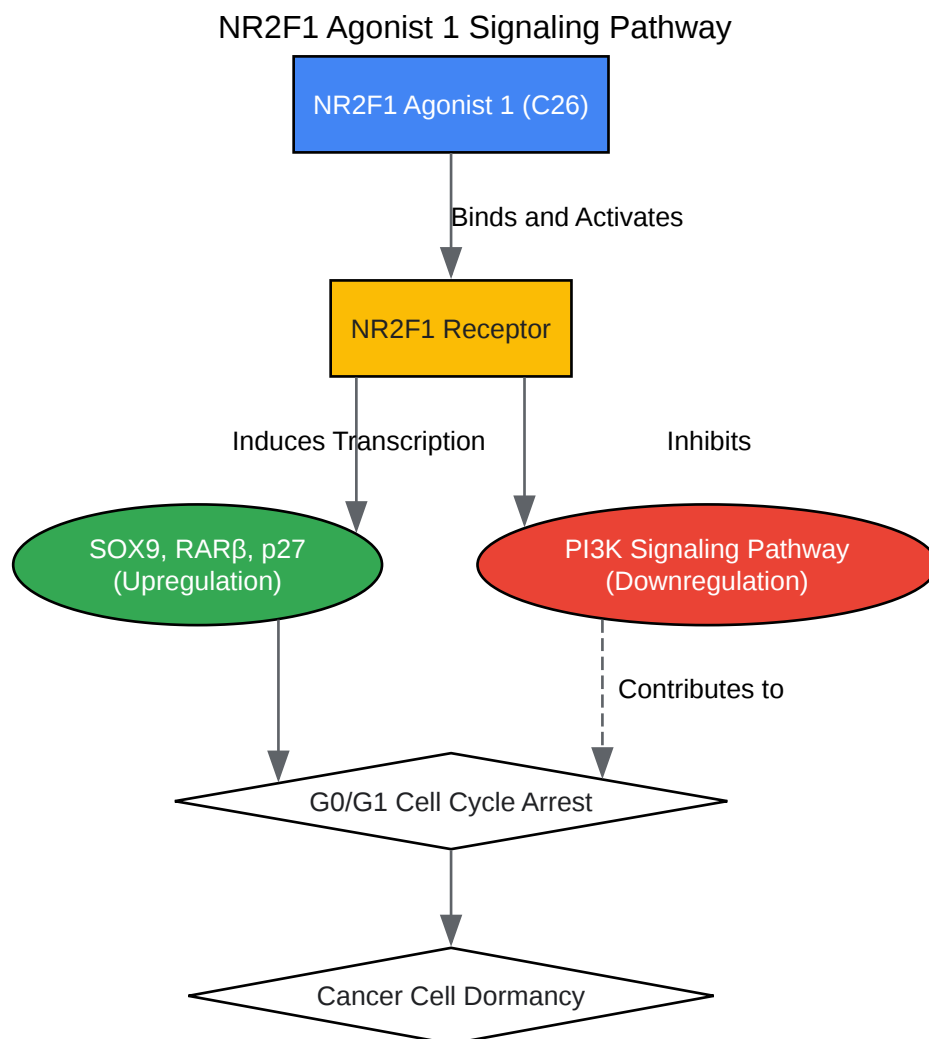 NR2F1 Agonist 1 Signaling Pathway
NR2F1 Agonist 1 (C26)
Binds and Activates
NR2F1 Receptor
Induces Transcription
Inhibits
SOX9, RARβ, p27
(Upregulation)
PI3K Signaling Pathway
(Downregulation)
Contributes to
G0/G1 Cell Cycle Arrest
Cancer Cell Dormancy